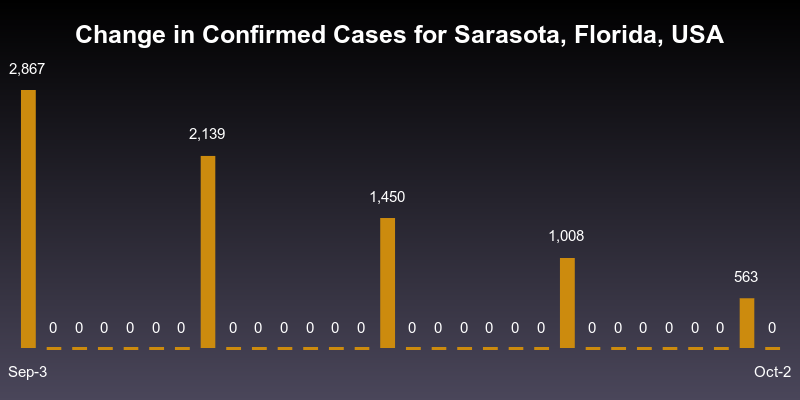 Change in Confirmed Cases for Sarasota, Florida, USA
2,867
0 0 0 0 0 0
2,139
0 0 0 0 0 0
1,450
0 0 0 0 0 0
1,008
0 0 0 0 0 0
563
0
Sep-3 Oct-2